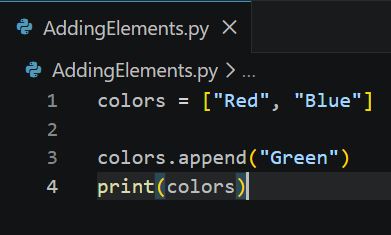 AddingElements.py ×
AddingElements.py > ...
1 colors = ["Red", "Blue"]
2
3 colors.append("Green")
4 print(colors)